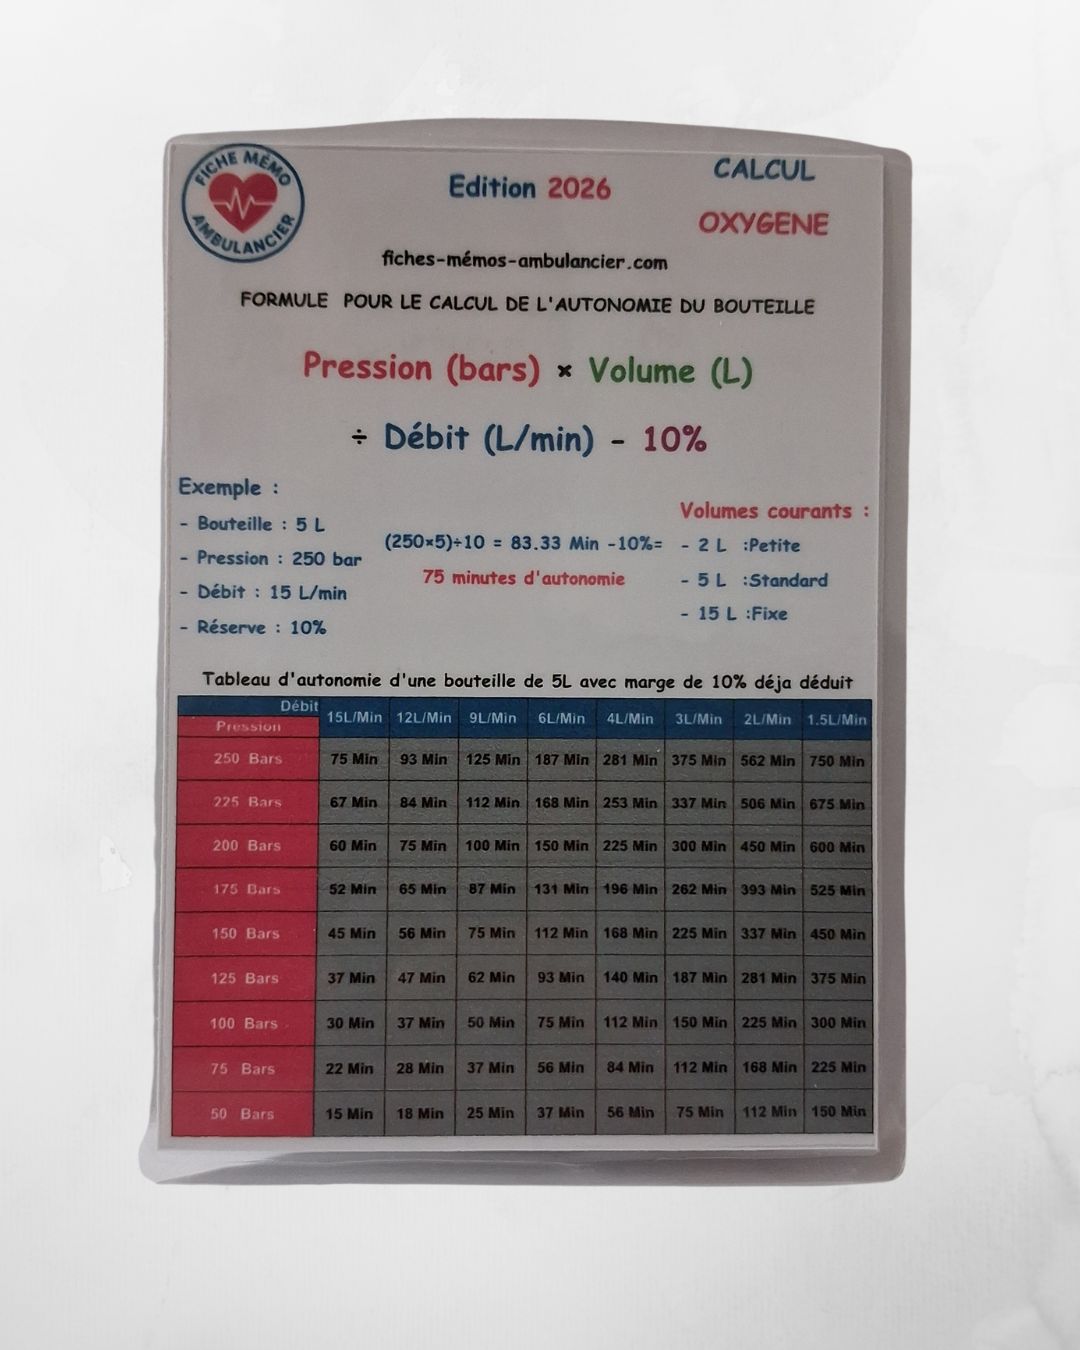 FICHE MÉMO
AMBULANCIER
Edition 2026
CALCUL
OXYGENE
fiches-mémos-ambulancier.com
FORMULE POUR LE CALCUL DE L'AUTONOMIE DU BOUTEILLE
Pression (bars) × Volume (L)
÷ Débit (L/min) - 10%
Exemple :
- Bouteille : 5 L
- Pression : 250 bar
- Débit : 15 L/min
- Réserve : 10%
(250×5)÷10 = 83.33 Min -10%=
75 minutes d'autonomie
Volumes courants :
- 2 L :Petite
- 5 L :Standard
- 15 L :Fixe
Tableau d'autonomie d'une bouteille de 5L avec marge de 10% déja déduit
Débit
Pression
15L/Min 12L/Min 9L/Min 6L/Min 4L/Min 3L/Min 2L/Min 1.5L/Min
250 Bars 75 Min 93 Min 125 Min 187 Min 281 Min 375 Min 562 Min 750 Min
225 Bars 67 Min 84 Min 112 Min 168 Min 253 Min 337 Min 506 Min 675 Min
200 Bars 60 Min 75 Min 100 Min 150 Min 225 Min 300 Min 450 Min 600 Min
175 Bars 52 Min 65 Min 87 Min 131 Min 196 Min 262 Min 393 Min 525 Min
150 Bars 45 Min 56 Min 75 Min 112 Min 168 Min 225 Min 337 Min 450 Min
125 Bars 37 Min 47 Min 62 Min 93 Min 140 Min 187 Min 281 Min 375 Min
100 Bars 30 Min 37 Min 50 Min 75 Min 112 Min 150 Min 225 Min 300 Min
75 Bars 22 Min 28 Min 37 Min 56 Min 84 Min 112 Min 168 Min 225 Min
50 Bars 15 Min 18 Min 25 Min 37 Min 56 Min 75 Min 112 Min 150 Min